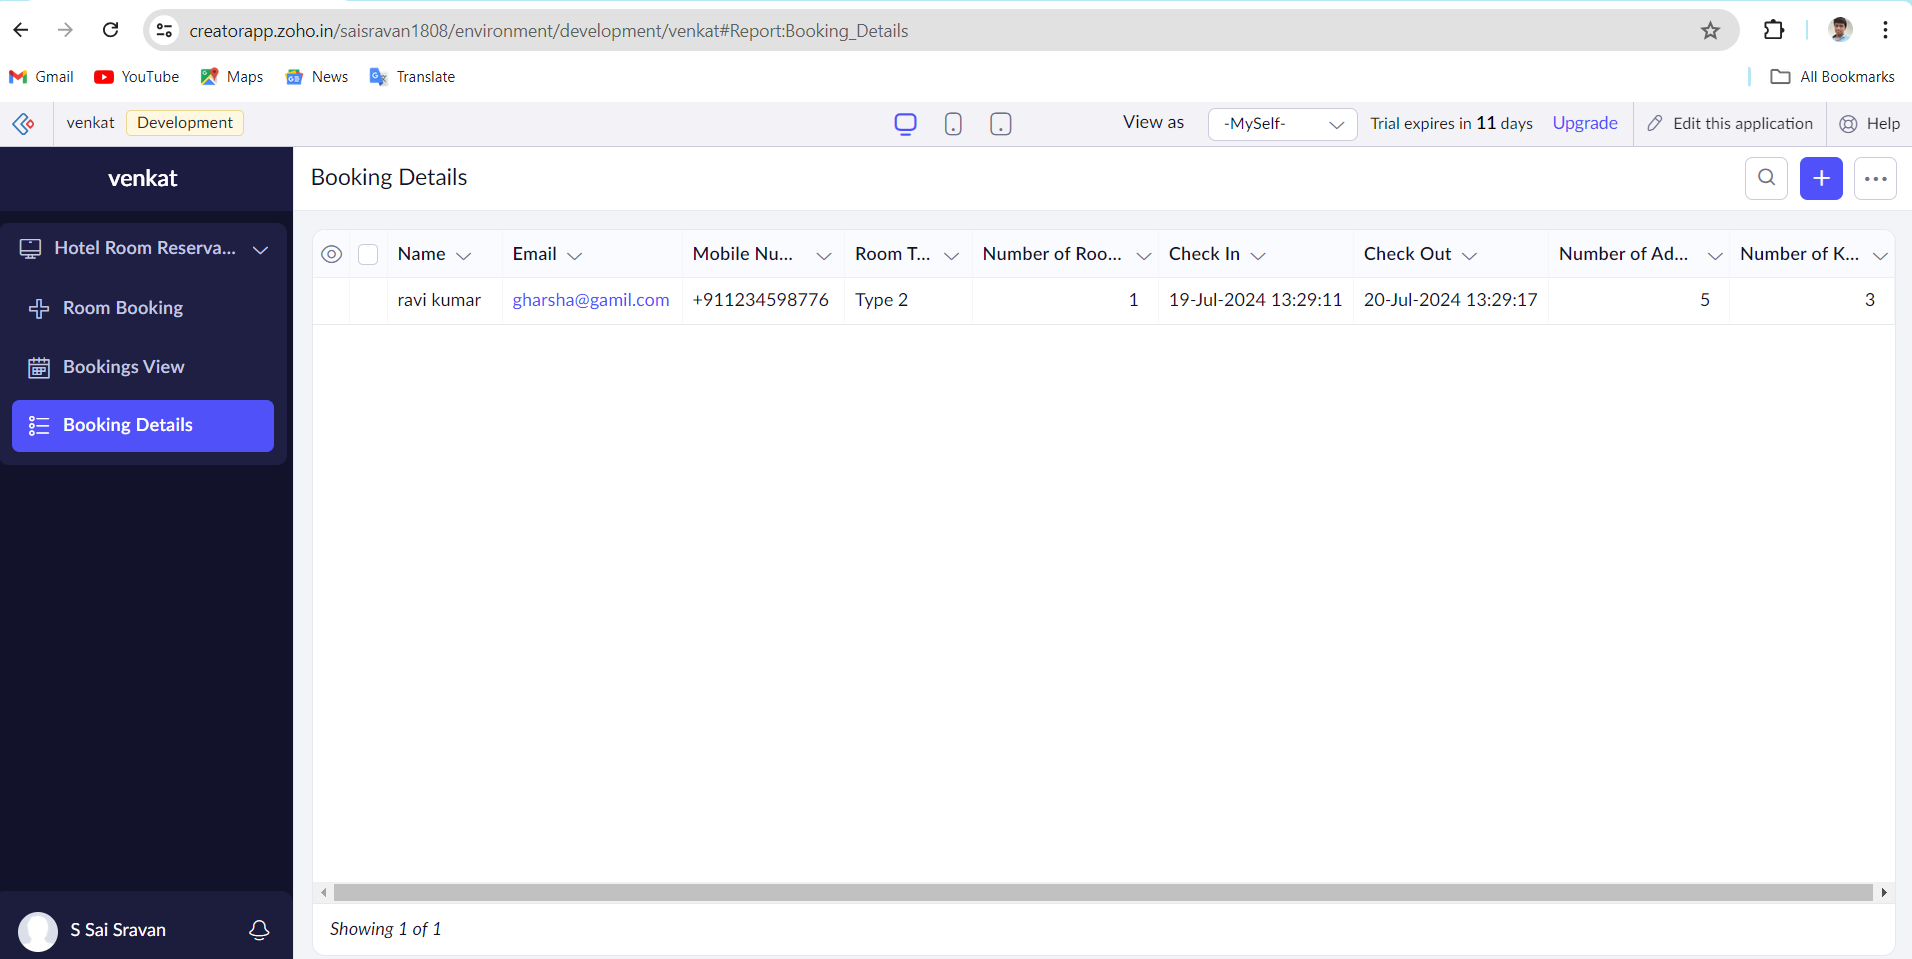 creatorapp.zoho.in/saisravan1808/environment/development/venkat#Report:Booking_Details
Gmail YouTube Maps News Translate All Bookmarks
venkat Development View as -MySelf- Trial expires in 11 days Upgrade Edit this application Help
venkat
Booking Details
Hotel Room Reserva...
Room Booking
Bookings View
Booking Details
Name Email Mobile Nu... Room T... Number of Roo... Check In Check Out Number of Ad... Number of K...
ravi kumar gharsha@gamil.com +911234598776 Type 2 1 19-Jul-2024 13:29:11 20-Jul-2024 13:29:17 5 3
S Sai Sravan
Showing 1 of 1